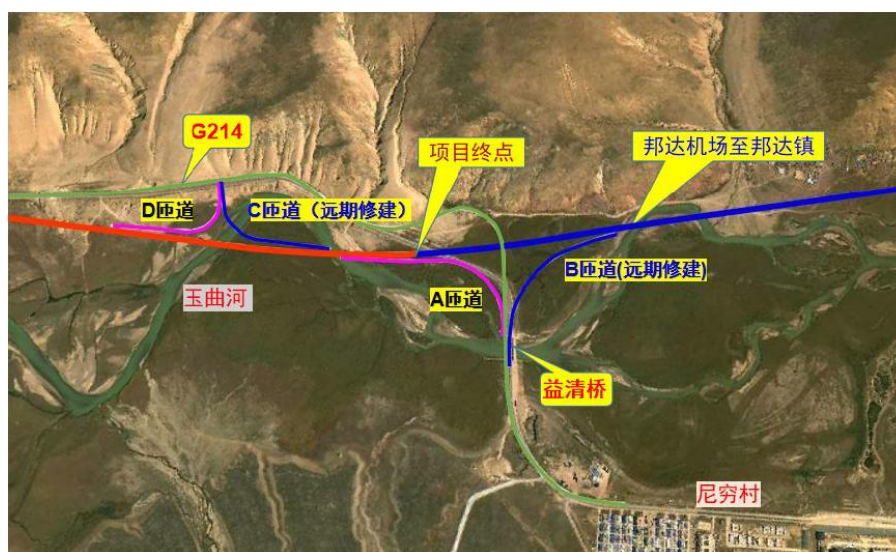 G214
项目终点
邦达机场至邦达镇
D匝道
C匝道（远期修建）
B匝道(远期修建)
玉曲河
A匝道
益清桥
尼穷村